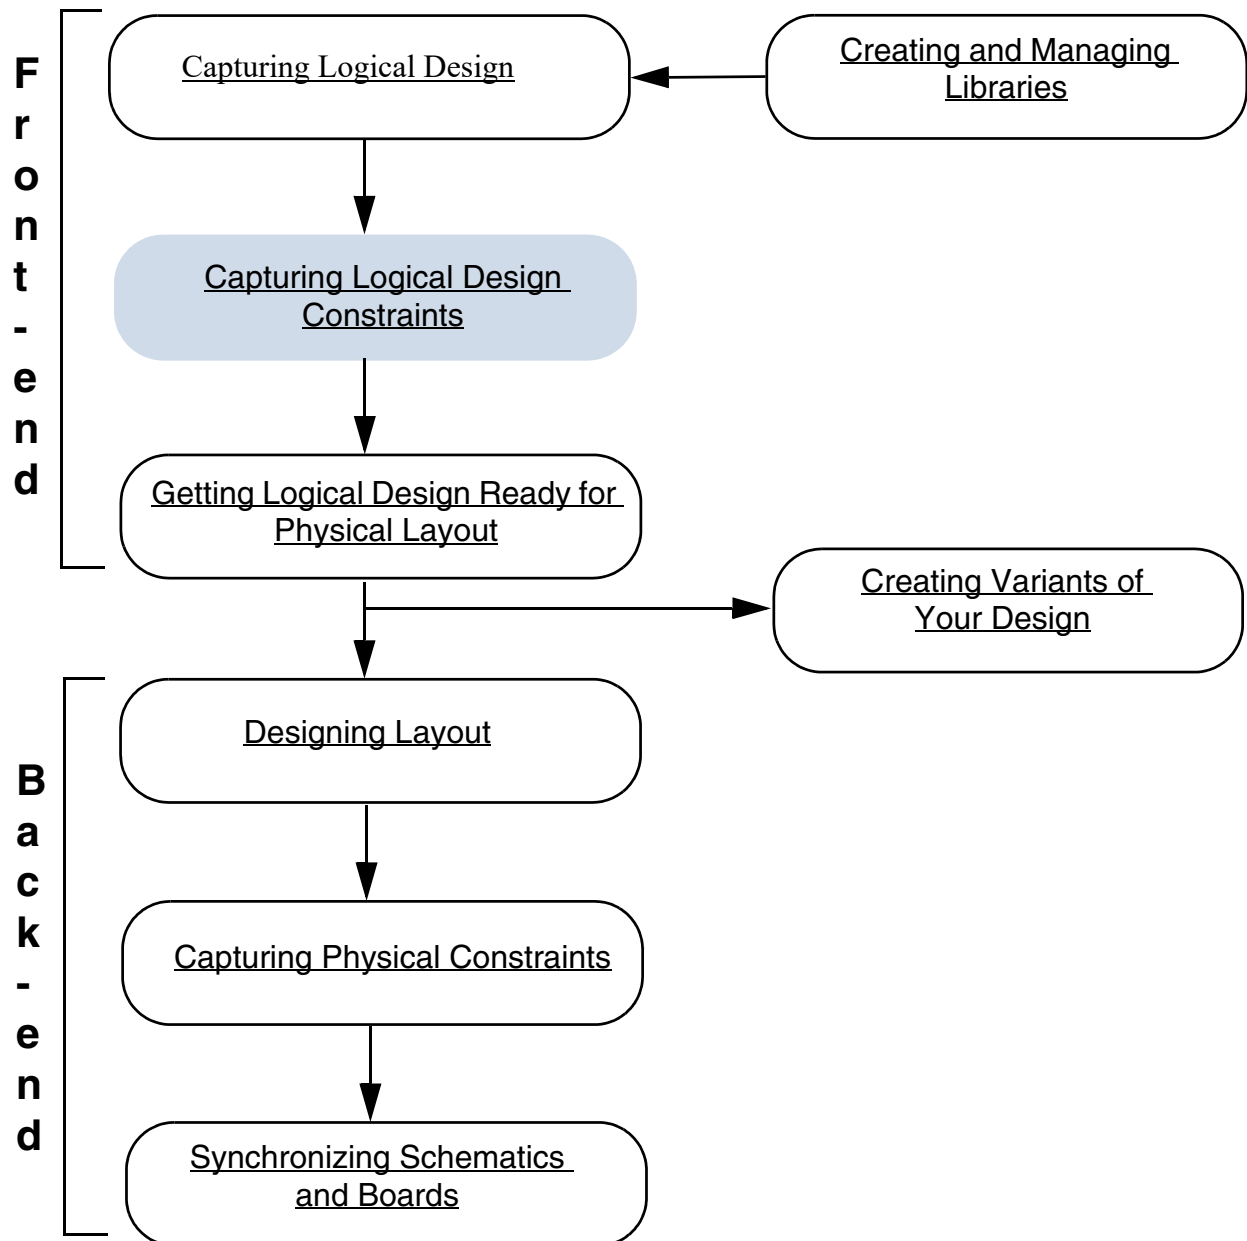 Front-end
Capturing Logical Design
Creating and Managing
Libraries
Capturing Logical Design
Constraints
Getting Logical Design Ready for
Physical Layout
Creating Variants of
Your Design
Back-end
Designing Layout
Capturing Physical Constraints
Synchronizing Schematics
and Boards